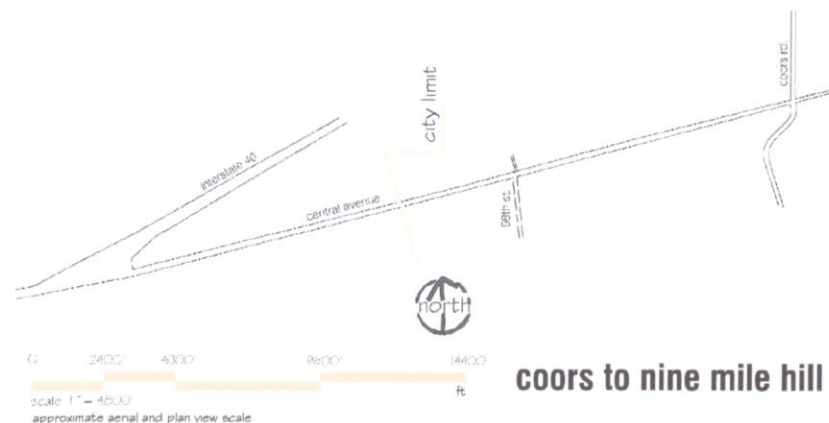 coors rd
city limit
interstate 40
central avenue
98th st
north
0 2400' 4800' 9600' 14400
ft
scale 1" = 4800'
approximate aerial and plan view scale
coors to nine mile hill